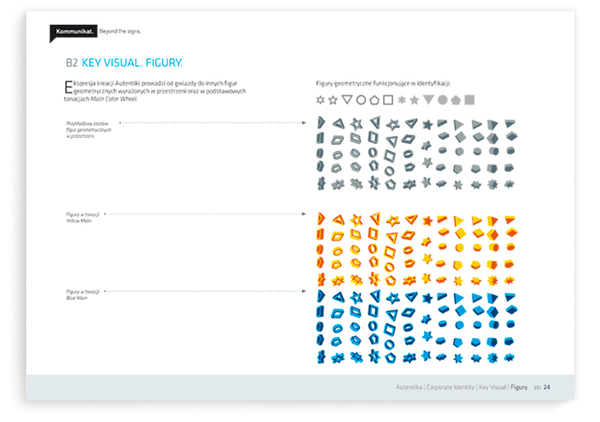 Kommunikat. Beyond the signs.
B2 KEY VISUAL. FIGURY.
Ekspresja kreacji Autentiki prowadzi od gwiazdy do innych figur
geometrycznych wyrażonych w przestrzeni oraz w podstawowych
tonacjach Main Color Wheel.
Figury geometryczne funkcjonujące w identyfikacji:
Przykładowy zestaw
figur geometrycznych
w przestrzeni
Figury w tonacji
Yellow Main
Figury w tonacji
Blue Main
Autentika | Corporate Identity | Key Visual | Figury. str. 24